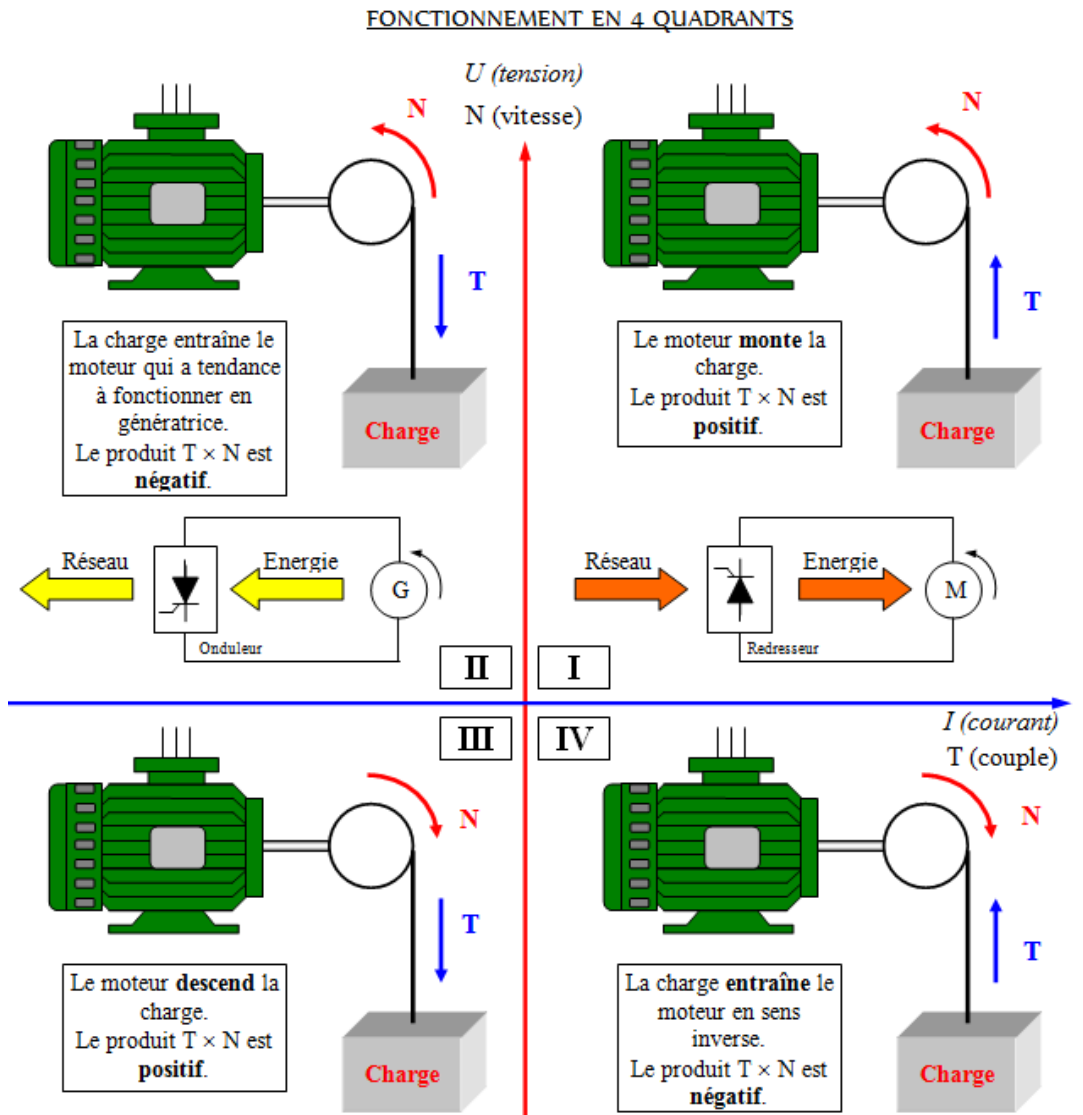 FONCTIONNEMENT EN 4 QUADRANTS
U (tension)
N (vitesse)
N
T
La charge entraîne le
moteur qui a tendance
à fonctionner en
génératrice.
Le produit T × N est
négatif.
Charge
Réseau
Energie
G
Onduleur
II
N
T
Le moteur monte la
charge.
Le produit T × N est
positif.
Charge
Réseau
Energie
M
Redresseur
I
I (courant)
T (couple)
III
N
T
Le moteur descend la
charge.
Le produit T × N est
positif.
Charge
IV
N
T
La charge entraîne le
moteur en sens
inverse.
Le produit T × N est
négatif.
Charge